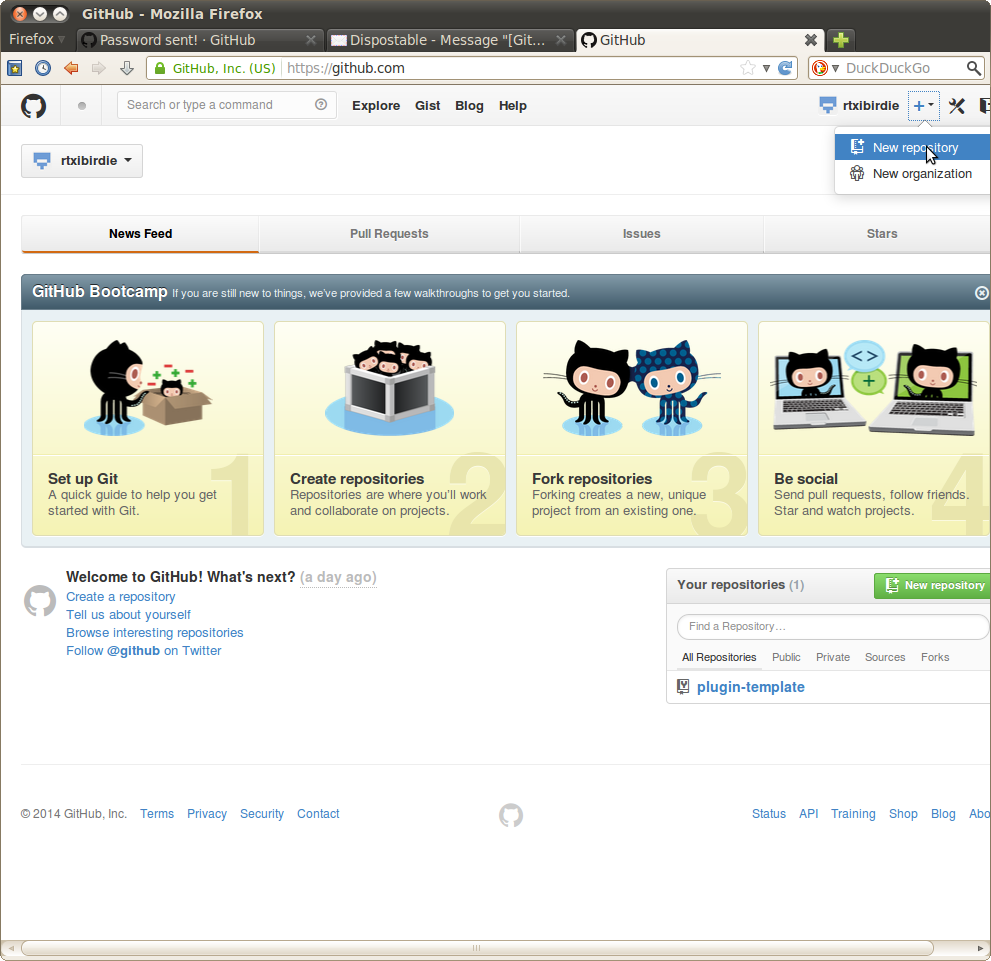 GitHub - Mozilla Firefox
Firefox
Password sent! · GitHub
Dispostable - Message "[Git...
GitHub
GitHub, Inc. (US)
https://github.com
DuckDuckGo
Search or type a command
Explore Gist Blog Help
rtxibirdie
New repository
New organization
rtxibirdie
News Feed
Pull Requests
Issues
Stars
GitHub Bootcamp If you are still new to things, we've provided a few walkthroughs to get you started.
1
Set up Git
A quick guide to help you get
started with Git.
2
Create repositories
Repositories are where you'll work
and collaborate on projects.
3
Fork repositories
Forking creates a new, unique
project from an existing one.
4
Be social
Send pull requests, follow friends.
Star and watch projects.
Welcome to GitHub! What's next? (a day ago)
Create a repository
Tell us about yourself
Browse interesting repositories
Follow @github on Twitter
Your repositories (1)
New repository
Find a Repository…
All Repositories Public Private Sources Forks
plugin-template
© 2014 GitHub, Inc. Terms Privacy Security Contact
Status API Training Shop Blog Abo